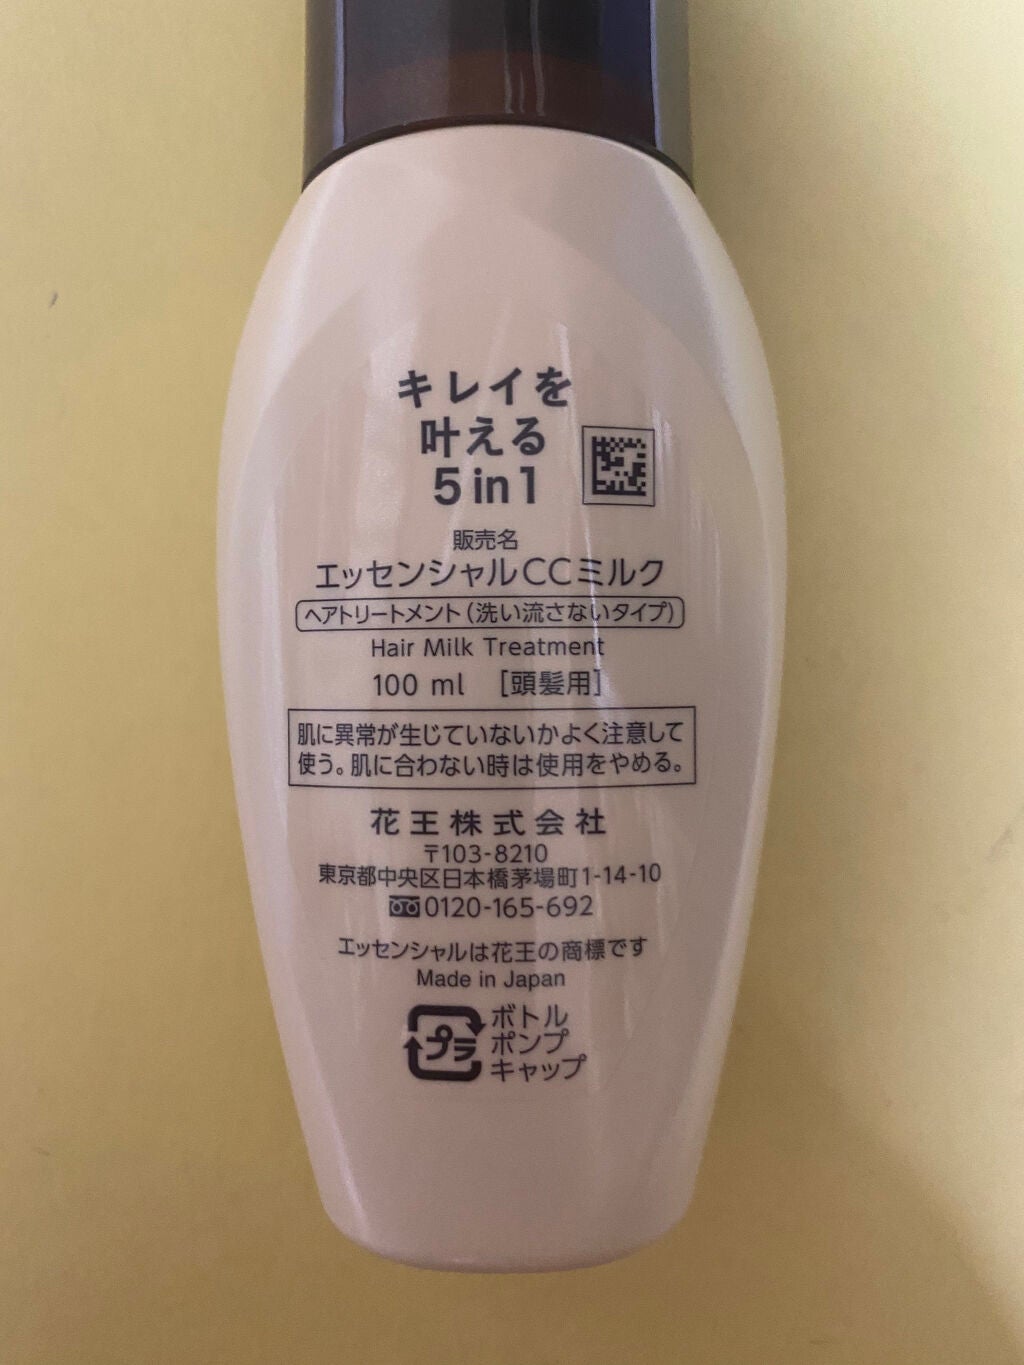 キレイを
叶える
5 in 1
販売名
エッセンシャルCCミルク
ヘアトリートメント(洗い流さないタイプ)
Hair Milk Treatment
100 ml [頭髪用]
肌に異常が生じていないかよく注意して
使う。肌に合わない時は使用をやめる。
花王株式会社
〒103-8210
東京都中央区日本橋茅場町1-14-10
0120-165-692
エッセンシャルは花王の商標です
Made in Japan
プラ ボトル
ポンプ
キャップ